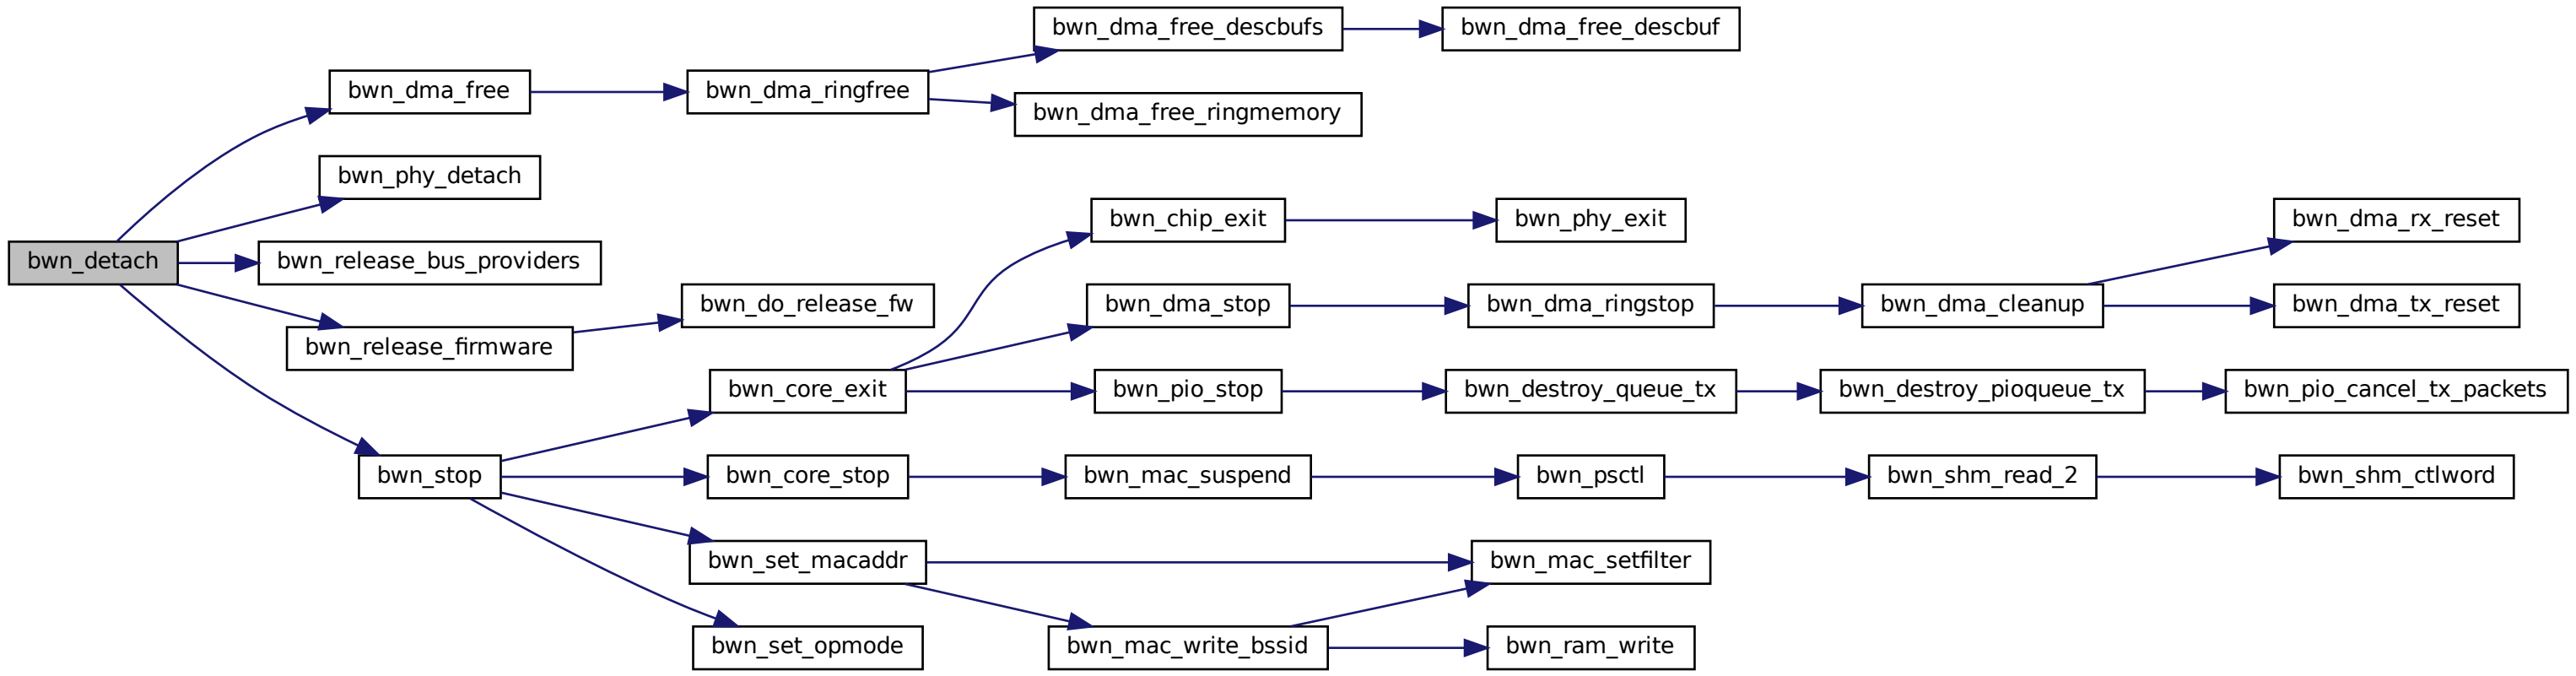 bwn_dma_free_descbufs
bwn_dma_free_descbuf
bwn_dma_free
bwn_dma_ringfree
bwn_dma_free_ringmemory
bwn_phy_detach
bwn_chip_exit
bwn_phy_exit
bwn_dma_rx_reset
bwn_detach
bwn_release_bus_providers
bwn_do_release_fw
bwn_dma_stop
bwn_dma_ringstop
bwn_dma_cleanup
bwn_dma_tx_reset
bwn_release_firmware
bwn_core_exit
bwn_pio_stop
bwn_destroy_queue_tx
bwn_destroy_pioqueue_tx
bwn_pio_cancel_tx_packets
bwn_stop
bwn_core_stop
bwn_mac_suspend
bwn_psctl
bwn_shm_read_2
bwn_shm_ctlword
bwn_set_macaddr
bwn_mac_setfilter
bwn_set_opmode
bwn_mac_write_bssid
bwn_ram_write